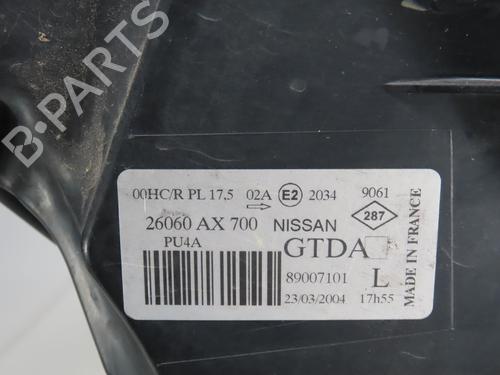 B-PARTS
00HC/R PL 17,5 02A E2 2034 9061
26060 AX 700 NISSAN 287
PU4A GTDA
89007101 L
23/03/2004 17h55
MADE IN FRANCE